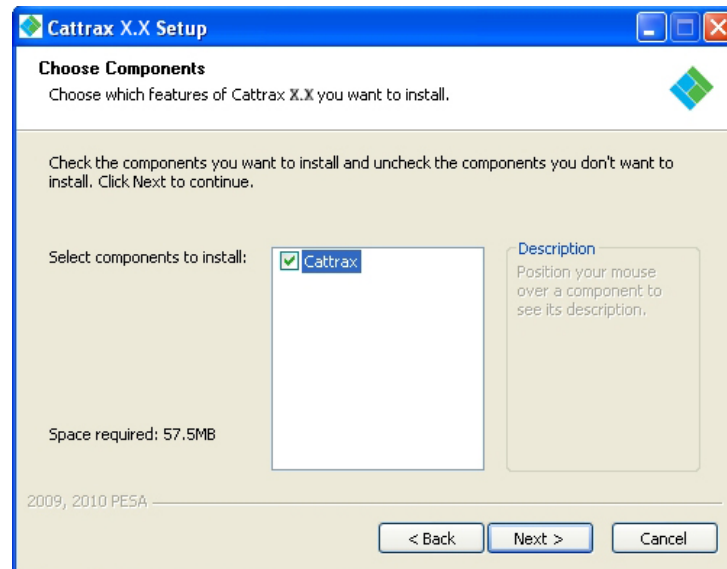 Cattrax X.X Setup
Choose Components
Choose which features of Cattrax X.X you want to install.
Check the components you want to install and uncheck the components you don't want to
install. Click Next to continue.
Select components to install:
Cattrax
Description
Position your mouse
over a component to
see its description.
Space required: 57.5MB
2009, 2010 PESA
< Back
Next >
Cancel